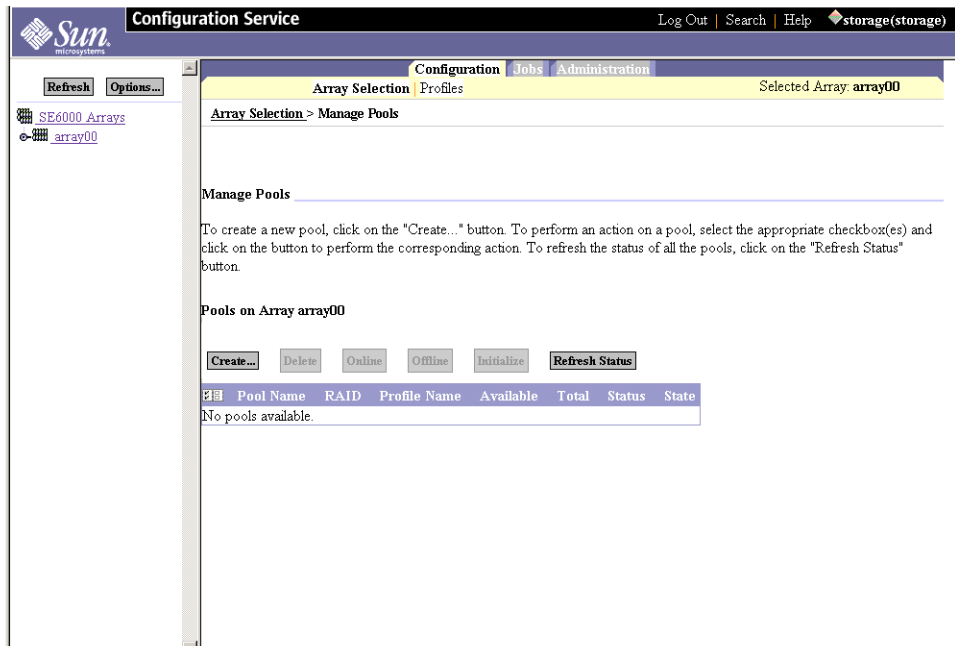 Sun
microsystems
Configuration Service
Log Out | Search | Help storage(storage)
Refresh Options...
SE6000 Arrays
array00
Configuration Jobs Administration
Array Selection | Profiles
Selected Array: array00
Array Selection > Manage Pools
Manage Pools
To create a new pool, click on the "Create..." button. To perform an action on a pool, select the appropriate checkbox(es) and
click on the button to perform the corresponding action. To refresh the status of all the pools, click on the "Refresh Status"
button.
Pools on Array array00
Create... Delete Online Offline Initialize Refresh Status
Pool Name RAID Profile Name Available Total Status State
No pools available.